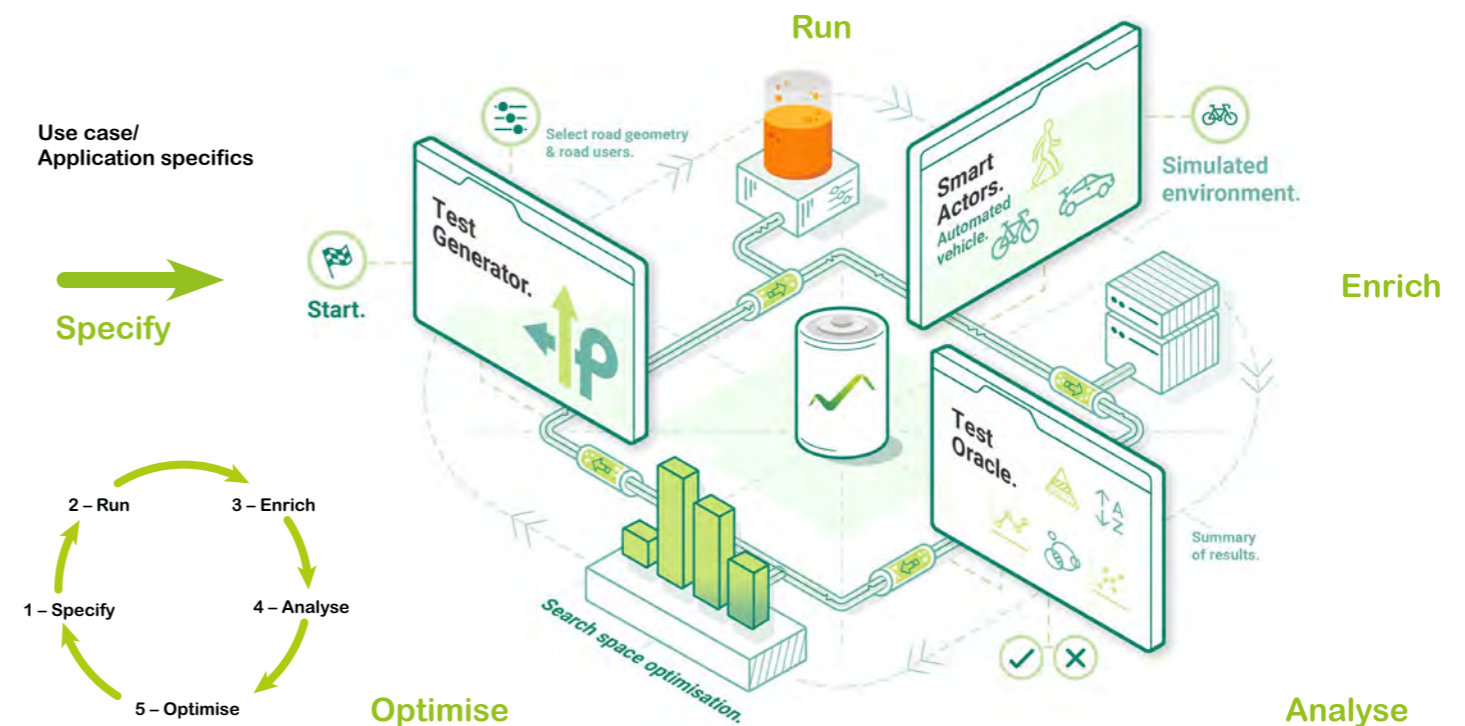 Run
Use case/
Application specifics
Select road geometry
& road users.
Smart
Actors.
Automated
vehicle.
Simulated
environment.
Test
Generator.
Start.
Specify
Enrich
Test
Oracle.
A
Z
Summary
of results.
2 – Run
3 – Enrich
1 – Specify
4 – Analyse
5 – Optimise
Search space optimisation.
Optimise
Analyse